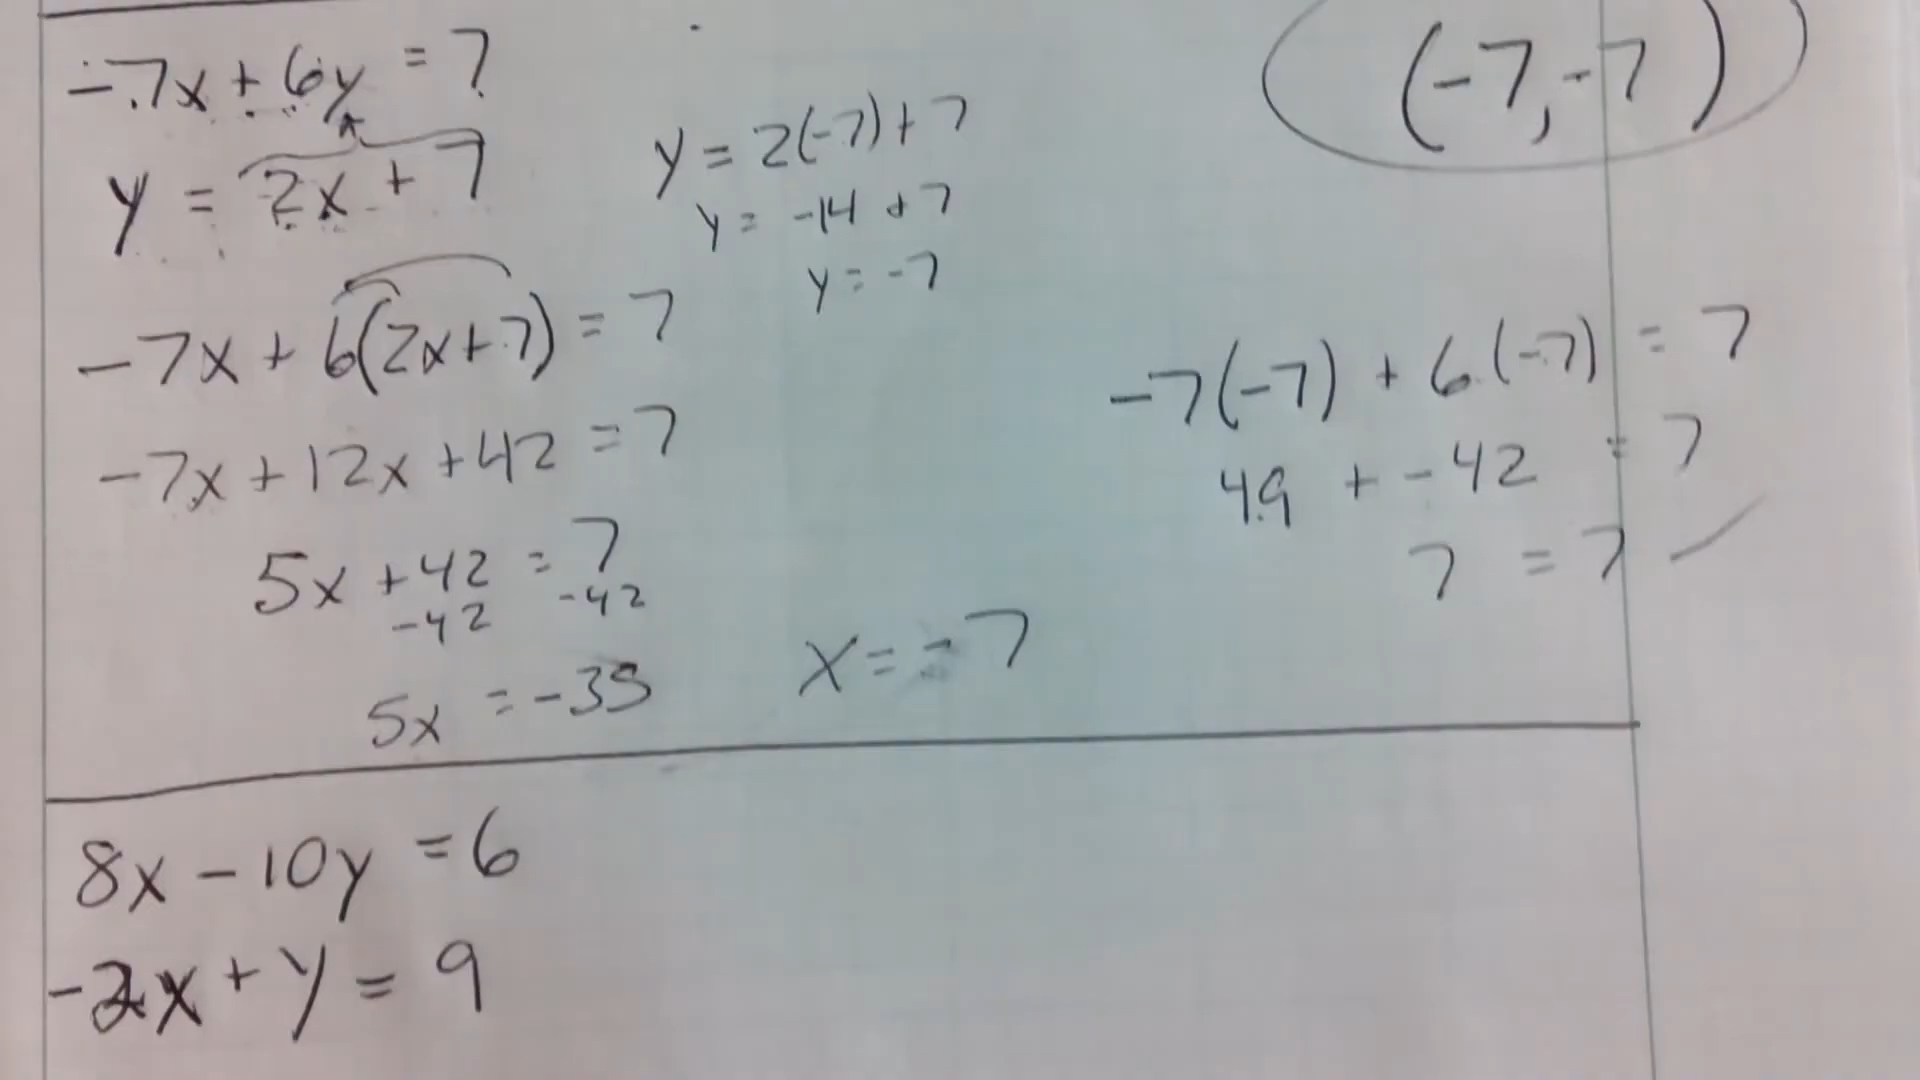 -7x + 6y = 7
y = 2x + 7
-7x + 6(2x+7) = 7
-7x + 12x + 42 = 7
5x + 42 = 7
-42 -42
5x = -35
x = -7
y = 2(-7) + 7
y = -14 + 7
y = -7
(-7, -7)
-7(-7) + 6(-7) = 7
49 + -42 = 7
7 = 7 ✓
8x - 10y = 6
-2x + y = 9